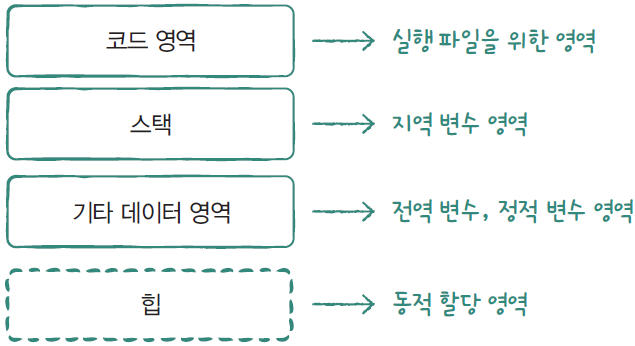 코드 영역 → 실행 파일을 위한 영역
스택 → 지역 변수 영역
기타 데이터 영역 → 전역 변수, 정적 변수 영역
힙 → 동적 할당 영역